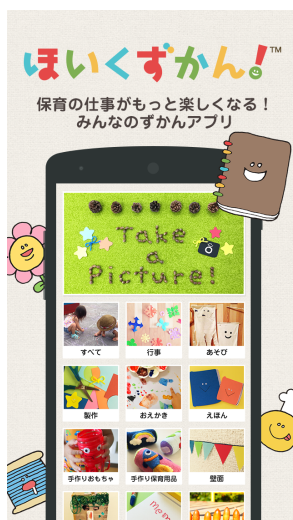 ほいくずかん!™
保育の仕事がもっと楽しくなる！
みんなのずかんアプリ
Take
a
Picture!
すべて
行事
あそび
製作
おえかき
えほん
手作りおもちゃ
手作り保育用品
壁面